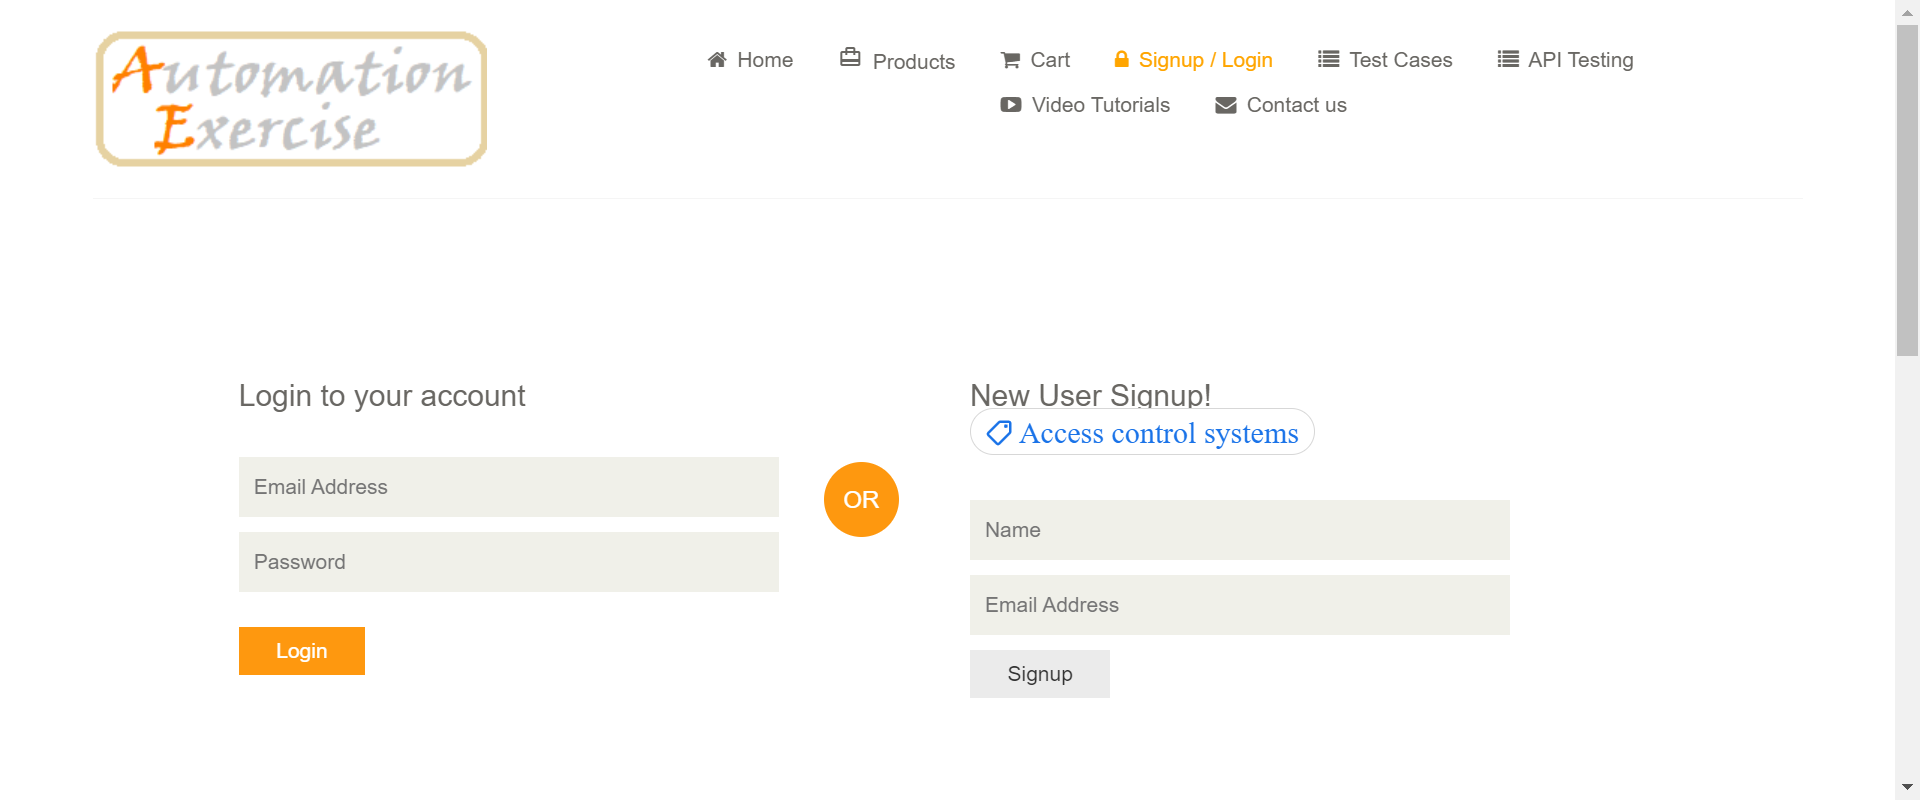 Automation
Exercise
Home
Products
Cart
Signup / Login
Test Cases
API Testing
Video Tutorials
Contact us
Login to your account
Email Address
Password
Login
OR
New User Signup!
Access control systems
Name
Email Address
Signup